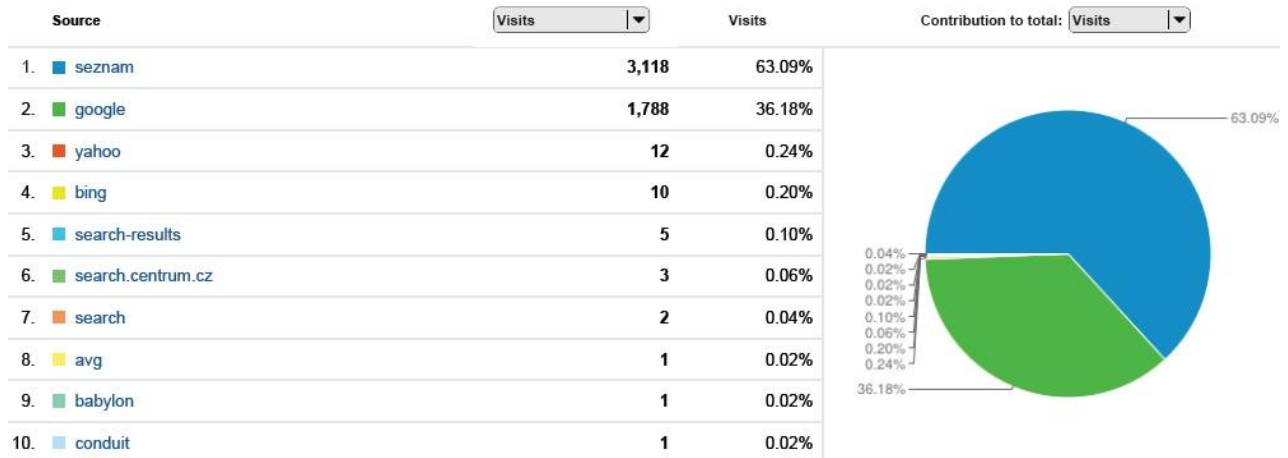 Source Visits Visits Contribution to total: Visits
1. seznam 3,118 63.09%
2. google 1,788 36.18%
3. yahoo 12 0.24%
4. bing 10 0.20%
5. search-results 5 0.10%
6. search.centrum.cz 3 0.06%
7. search 2 0.04%
8. avg 1 0.02%
9. babylon 1 0.02%
10. conduit 1 0.02%
63.09%
0.04%
0.02%
0.02%
0.02%
0.10%
0.06%
0.20%
0.24%
36.18%